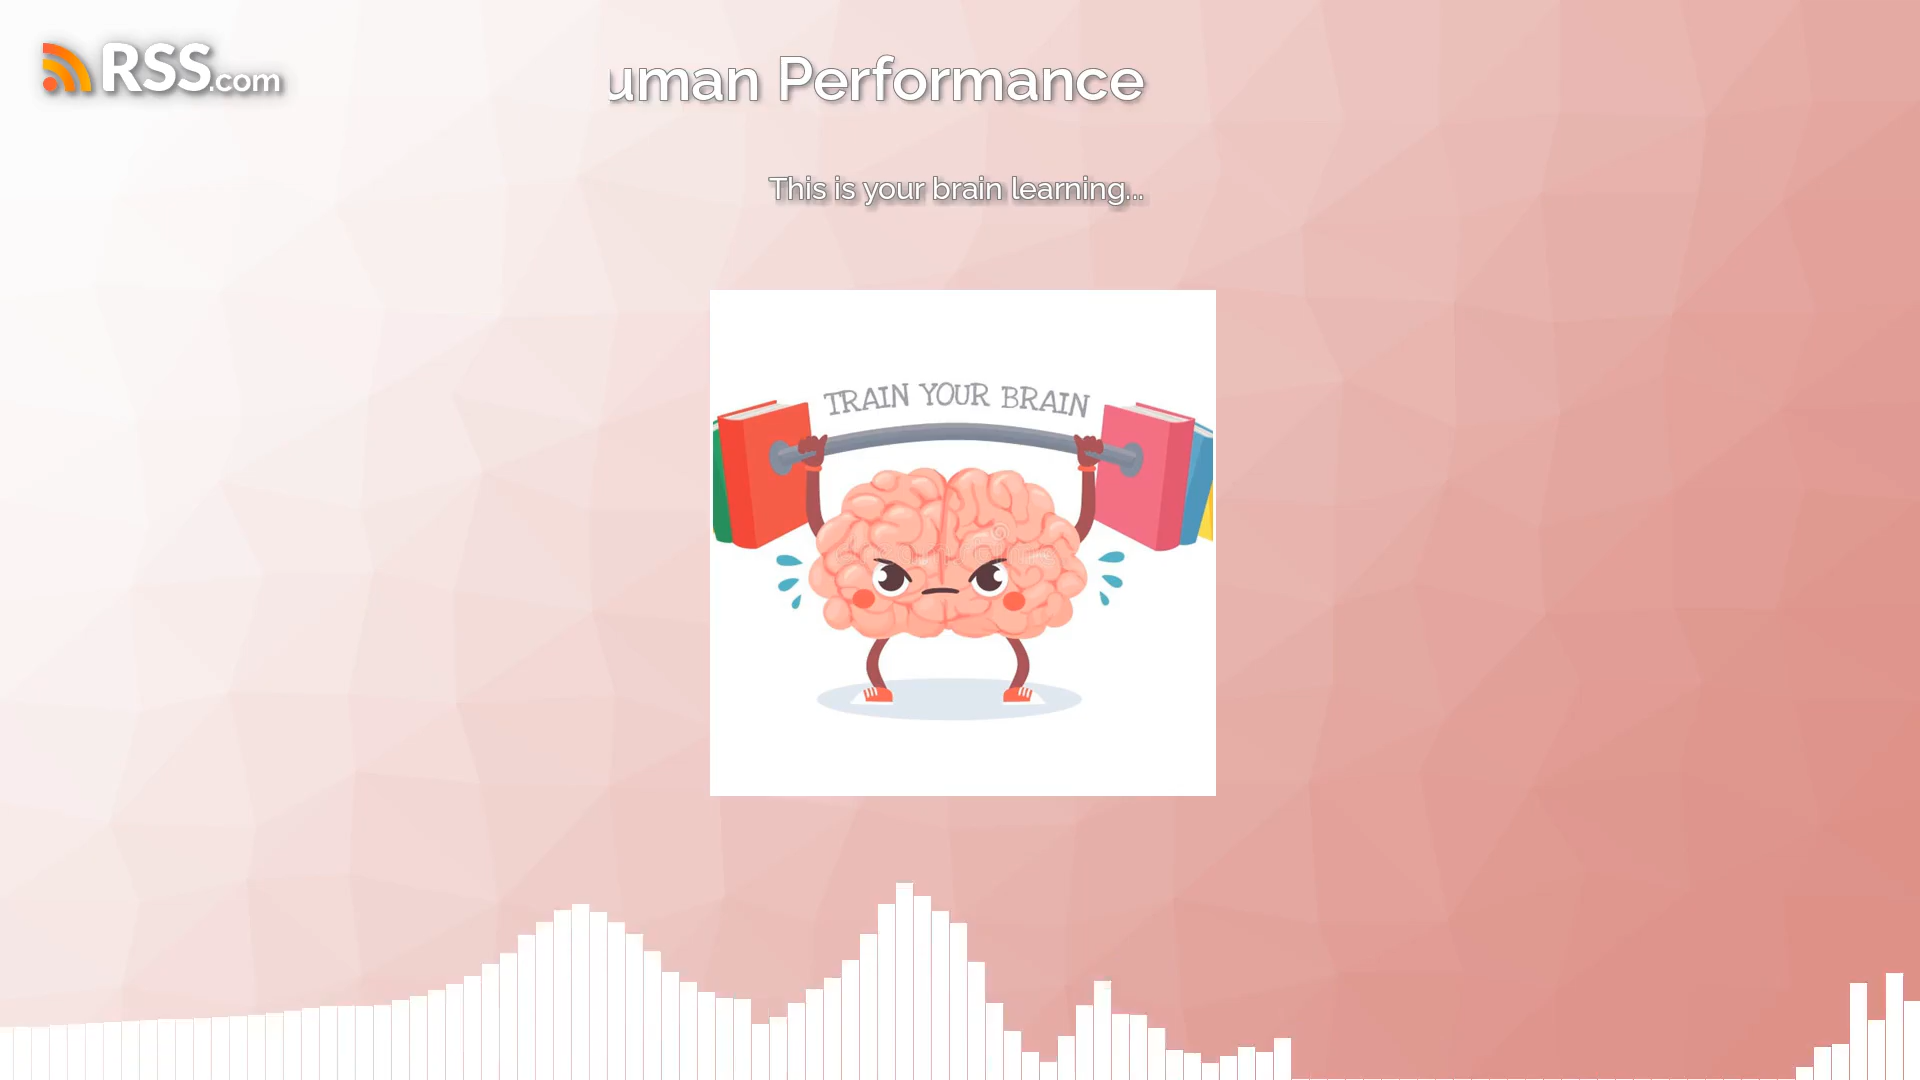 RSS.com
uman Performance
This is your brain learning...
TRAIN YOUR BRAIN